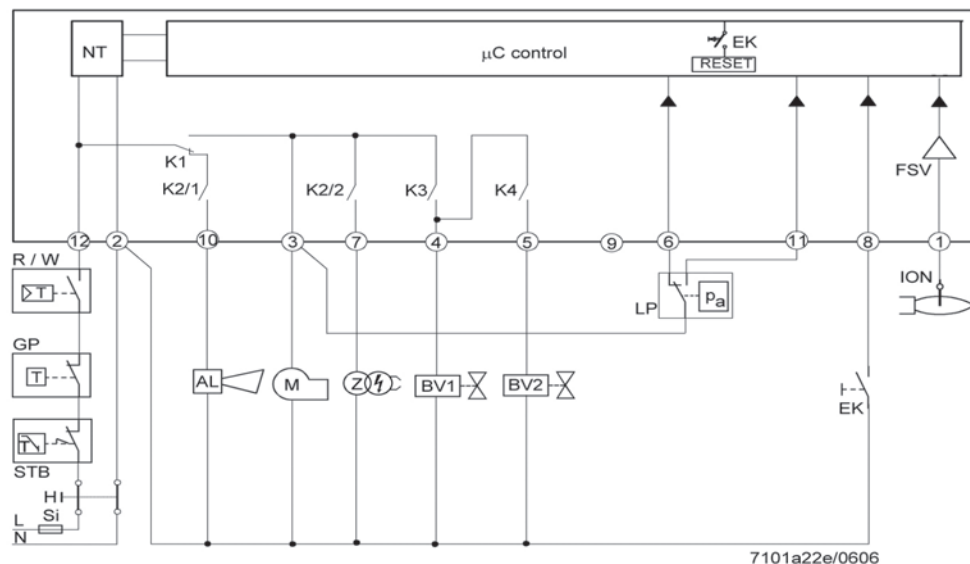 NT
μC control
EK
RESET
FSV
K1
K2/1
K2/2
K3
K4
12
2
10
3
7
4
5
9
6
11
8
1
R / W
T
ION
LP
pa
GP
T
AL
M
Z
BV1
BV2
EK
T
STB
H
Si
L
N
7101a22e/0606